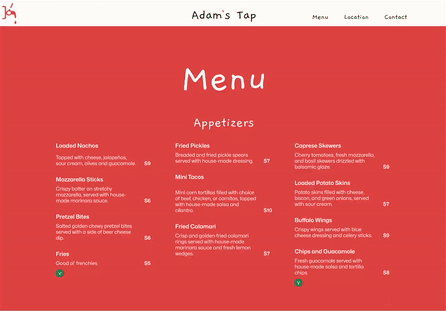 Adam's Tap
Menu
Location
Contact
Menu
Appetizers
Loaded Nachos
Topped with cheese, jalapeños,
sour cream, olives and guacamole.
$9
Mozzarella Sticks
Crispy batter on stretchy
mozzarella, served with house-
made marinara sauce.
$6
Pretzel Bites
Salted golden chewy pretzel bites
served with a side of beer cheese
dip.
$6
Fries
Good ol' frenchies.
$5
V
Fried Pickles
Breaded and fried pickle spears
served with house-made dressing.
$7
Mini Tacos
Mini corn tortillas filled with choice
of beef, chicken, or carnitas, topped
with house-made salsa and
cilantro.
$10
Fried Calamari
Crisp and golden-fried calamari
rings served with house-made
marinara sauce and fresh lemon
wedges.
$7
Caprese Skewers
Cherry tomatoes, fresh mozzarella,
and basil skewers drizzled with
balsamic glaze.
Loaded Potato Skins
Potato skins filled with cheese,
bacon, and green onions, served
with sour cream.
$7
Buffalo Wings
Crispy wings served with blue
cheese dressing and celery sticks.
$9
Chips and Guacamole
Fresh guacamole served with
house-made salsa and tortilla
chips.
$8
V